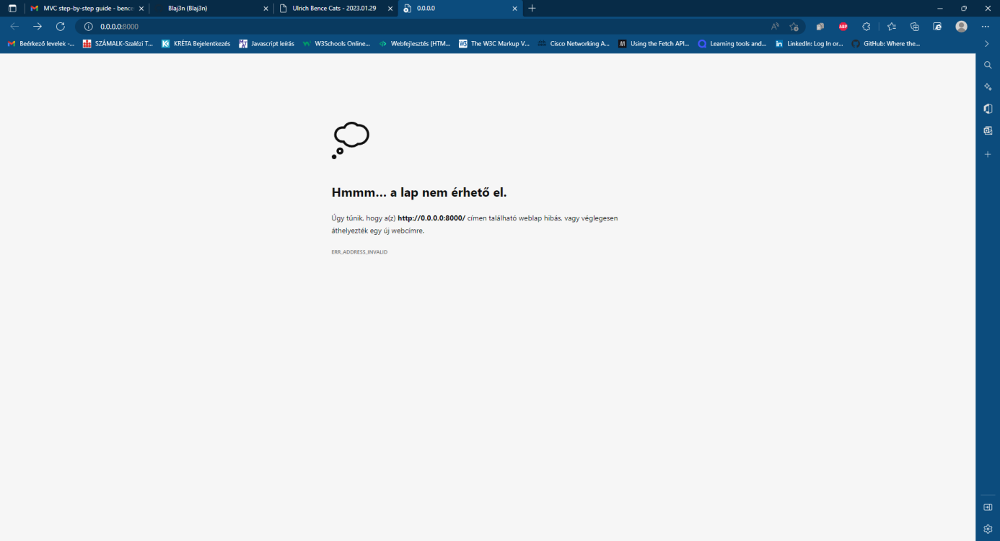 MVC step-by-step guide - bence
Blaj3n (Blaj3n)
Ulrich Bence Cats - 2023.01.29
0.0.0.0
0.0.0.0:8000
ABP
Beérkező levelek -...
SZÁMALK-Szalézi T...
KRÉTA Bejelentkezés
Javascript leírás
W3Schools Online...
Webfejlesztés (HTM...
The W3C Markup V...
Cisco Networking A...
Using the Fetch API...
Learning tools and...
LinkedIn: Log In or...
GitHub: Where the...
Hmmm... a lap nem érhető el.
Úgy tűnik, hogy a(z) http://0.0.0.0:8000/ címen található weblap hibás, vagy véglegesen
áthelyezték egy új webcímre.
ERR_ADDRESS_INVALID